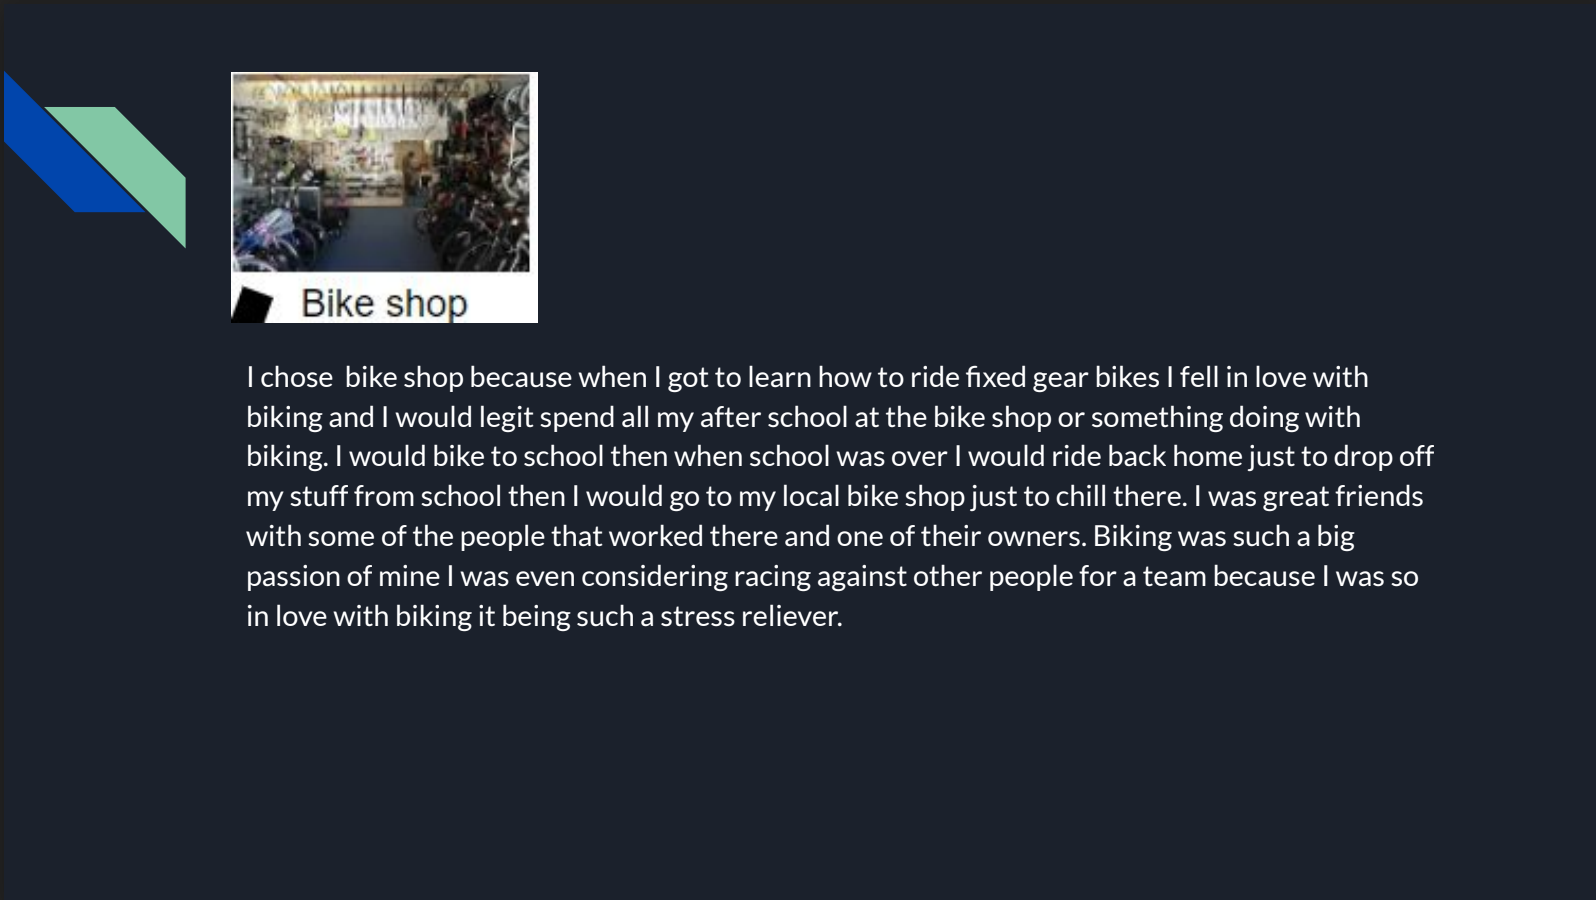 Bike shop
I chose  bike shop because when I got to learn how to ride fixed gear bikes I fell in love with
biking and I would legit spend all my after school at the bike shop or something doing with
biking. I would bike to school then when school was over I would ride back home just to drop off
my stuff from school then I would go to my local bike shop just to chill there. I was great friends
with some of the people that worked there and one of their owners. Biking was such a big
passion of mine I was even considering racing against other people for a team because I was so
in love with biking it being such a stress reliever.